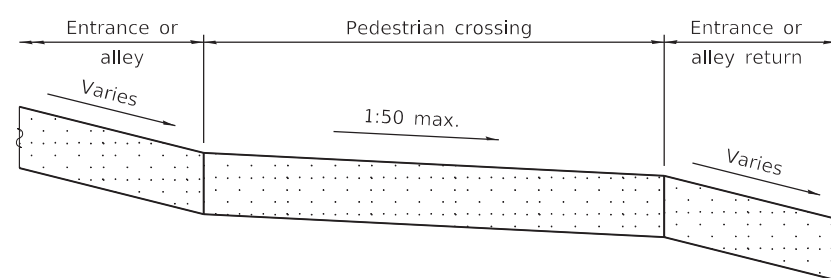 Entrance or
alley
Pedestrian crossing
Entrance or
alley return
Varies
1:50 max.
Varies